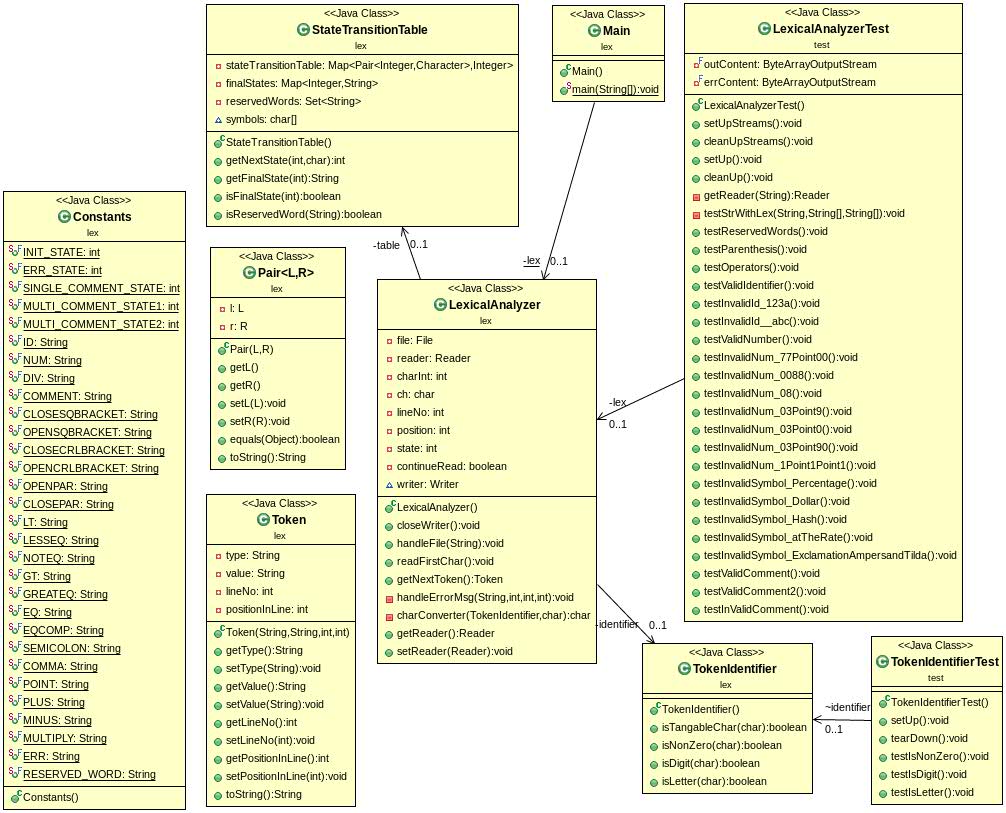 <<Java Class>>
StateTransitionTable
lex
stateTransitionTable: Map<Pair<Integer,Character>,Integer>
finalStates: Map<Integer,String>
reservedWords: Set<String>
symbols: char[]
StateTransitionTable()
getNextState(int,char):int
getFinalState(int):String
isFinalState(int):boolean
isReservedWord(String):boolean
<<Java Class>>
Main
lex
Main()
main(String[]):void
<<Java Class>>
LexicalAnalyzerTest
test
outContent: ByteArrayOutputStream
errContent: ByteArrayOutputStream
LexicalAnalyzerTest()
setUpStreams():void
cleanUpStreams():void
setUp():void
cleanUp():void
getReader(String):Reader
testStrWithLex(String,String[],String[]):void
testReservedWords():void
testParenthesis():void
testOperators():void
testValidIdentifier():void
testInvalidId_123a():void
testInvalidId__abc():void
testValidNumber():void
testInvalidNum_77Point00():void
testInvalidNum_0088():void
testInvalidNum_08():void
testInvalidNum_03Point9():void
testInvalidNum_03Point0():void
testInvalidNum_03Point90():void
testInvalidNum_1Point1Point1():void
testInvalidSymbol_Percentage():void
testInvalidSymbol_Dollar():void
testInvalidSymbol_Hash():void
testInvalidSymbol_atTheRate():void
testInvalidSymbol_ExclamationAmpersandTilda():void
testValidComment():void
testValidComment2():void
testInValidComment():void
<<Java Class>>
Constants
lex
INIT_STATE: int
ERR_STATE: int
SINGLE_COMMENT_STATE: int
MULTI_COMMENT_STATE1: int
MULTI_COMMENT_STATE2: int
ID: String
NUM: String
DIV: String
COMMENT: String
CLOSESQBRACKET: String
OPENSQBRACKET: String
CLOSECRLBRACKET: String
OPENCRLBRACKET: String
OPENPAR: String
CLOSEPAR: String
LT: String
LESSEQ: String
NOTEQ: String
GT: String
GREATEQ: String
EQ: String
EQCOMP: String
SEMICOLON: String
COMMA: String
POINT: String
PLUS: String
MINUS: String
MULTIPLY: String
ERR: String
RESERVED_WORD: String
Constants()
-table 0..1
-lex 0..1
<<Java Class>>
Pair<L,R>
lex
l: L
r: R
Pair(L,R)
getL()
getR()
setL(L):void
setR(R):void
equals(Object):boolean
toString():String
<<Java Class>>
LexicalAnalyzer
lex
file: File
reader: Reader
charInt: int
ch: char
lineNo: int
position: int
state: int
continueRead: boolean
writer: Writer
LexicalAnalyzer()
closeWriter():void
handleFile(String):void
readFirstChar():void
getNextToken():Token
handleErrorMsg(String,int,int,int):void
charConverter(TokenIdentifier,char):char
getReader():Reader
setReader(Reader):void
-lex
0..1
<<Java Class>>
Token
lex
type: String
value: String
lineNo: int
positionInLine: int
Token(String,String,int,int)
getType():String
setType(String):void
getValue():String
setValue(String):void
getLineNo():int
setLineNo(int):void
getPositionInLine():int
setPositionInLine(int):void
toString():String
-identifier 0..1
<<Java Class>>
TokenIdentifier
lex
TokenIdentifier()
isTangableChar(char):boolean
isNonZero(char):boolean
isDigit(char):boolean
isLetter(char):boolean
~identifier
0..1
<<Java Class>>
TokenIdentifierTest
test
TokenIdentifierTest()
setUp():void
tearDown():void
testIsNonZero():void
testIsDigit():void
testIsLetter():void